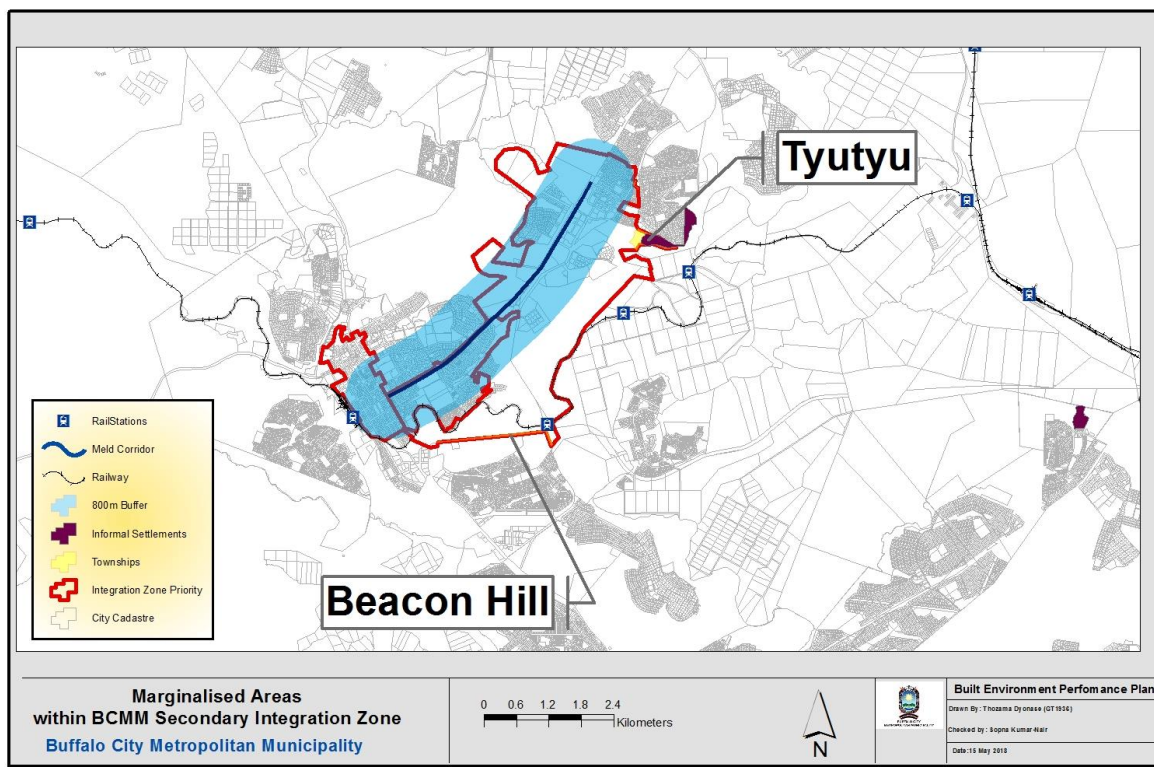 Tyutyu
Beacon Hill
RailStations
Meld Corridor
Railway
800m Buffer
Informal Settlements
Townships
Integration Zone Priority
City Cadastre
Marginalised Areas
within BCMM Secondary Integration Zone
Buffalo City Metropolitan Municipality
0 0.6 1.2 1.8 2.4
Kilometers
N
BUFFALO CITY
Built Environment Perfomance Plan
Drawn By: Thozama Dyonase (GT1936)
Checked by: Sopna Kumar-Nair
Date:15 May 2018